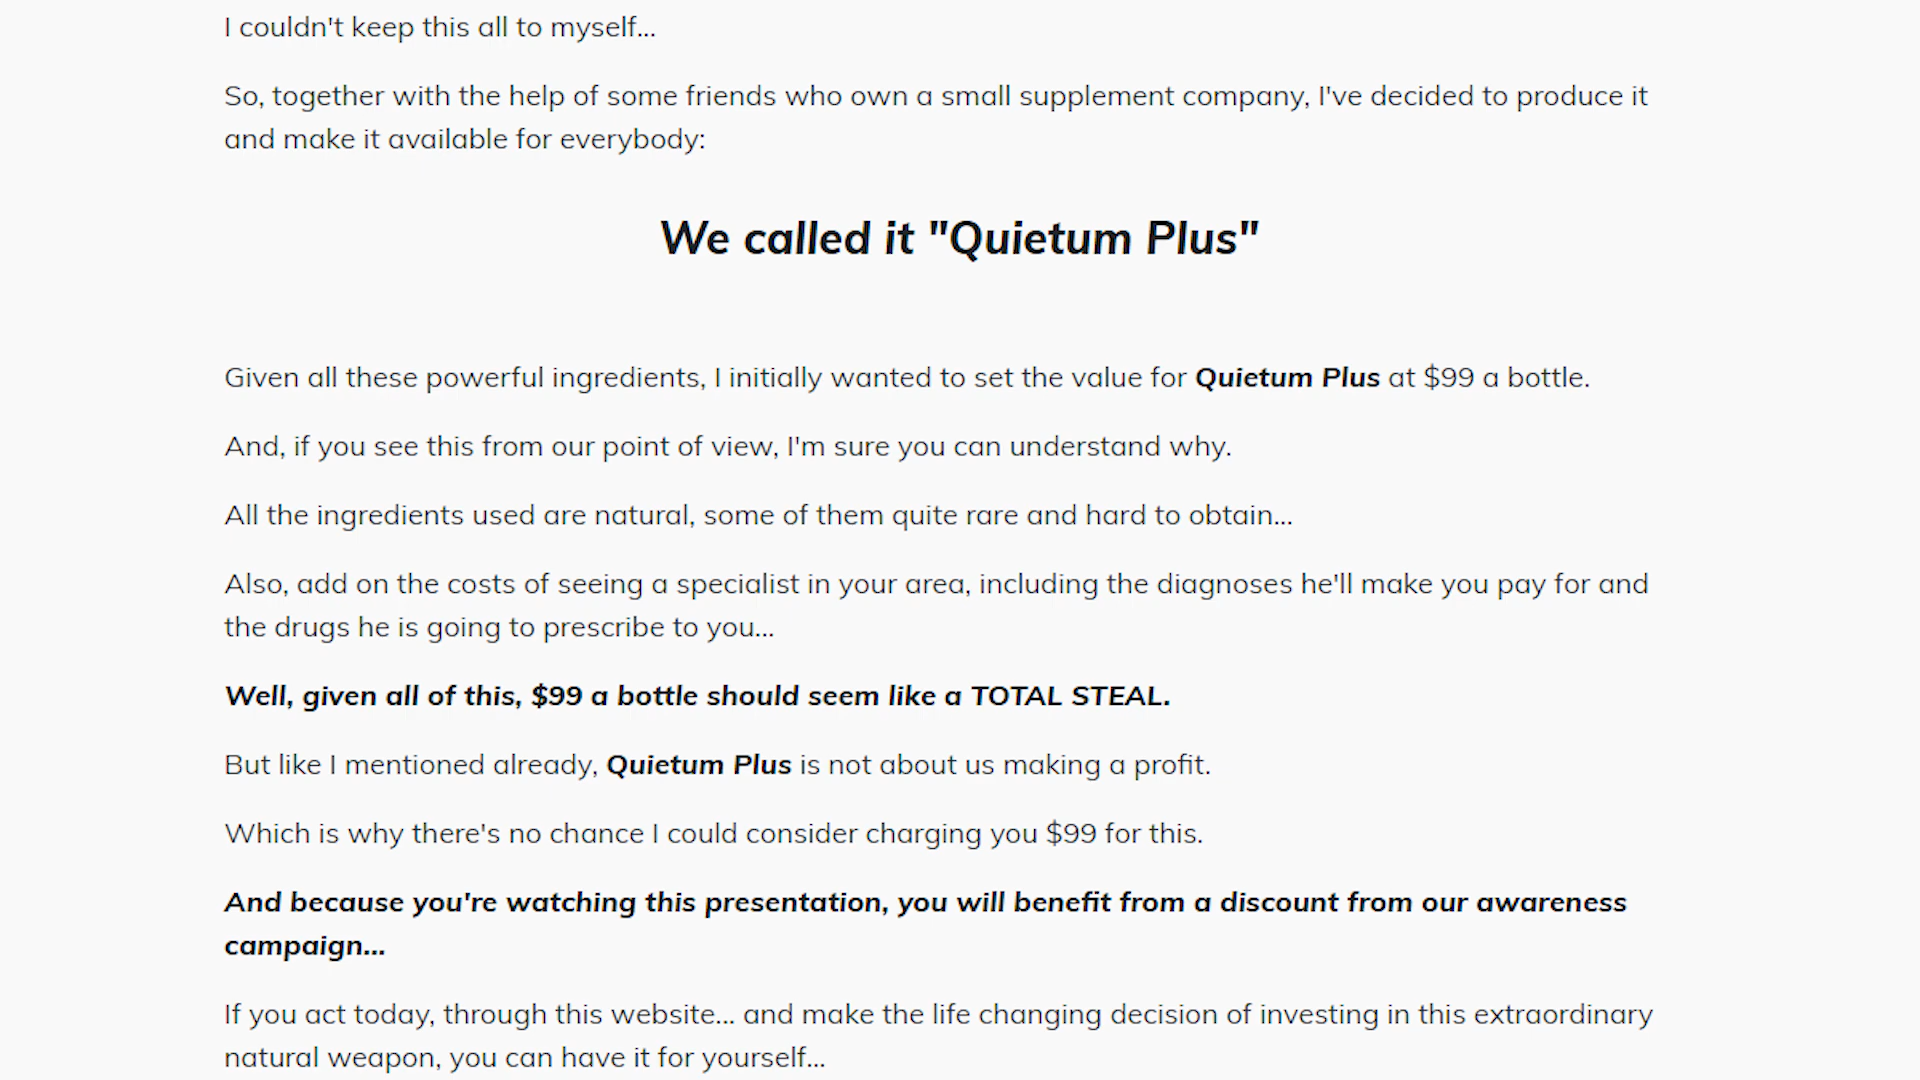 I couldn't keep this all to myself...
So, together with the help of some friends who own a small supplement company, I've decided to produce it
and make it available for everybody:
We called it "Quietum Plus"
Given all these powerful ingredients, I initially wanted to set the value for Quietum Plus at $99 a bottle.
And, if you see this from our point of view, I'm sure you can understand why.
All the ingredients used are natural, some of them quite rare and hard to obtain...
Also, add on the costs of seeing a specialist in your area, including the diagnoses he'll make you pay for and
the drugs he is going to prescribe to you...
Well, given all of this, $99 a bottle should seem like a TOTAL STEAL.
But like I mentioned already, Quietum Plus is not about us making a profit.
Which is why there's no chance I could consider charging you $99 for this.
And because you're watching this presentation, you will benefit from a discount from our awareness
campaign...
If you act today, through this website... and make the life changing decision of investing in this extraordinary
natural weapon, you can have it for yourself...